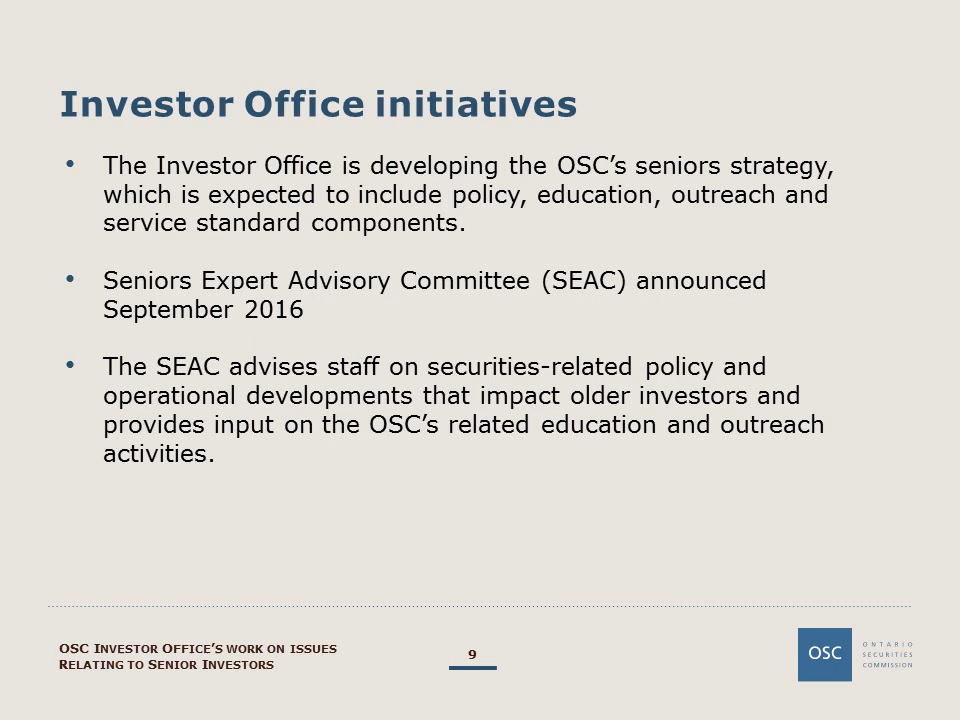 Investor Office initiatives
• The Investor Office is developing the OSC’s seniors strategy,
which is expected to include policy, education, outreach and
service standard components.
• Seniors Expert Advisory Committee (SEAC) announced
September 2016
• The SEAC advises staff on securities-related policy and
operational developments that impact older investors and
provides input on the OSC’s related education and outreach
activities.
OSC INVESTOR OFFICE’S WORK ON ISSUES
RELATING TO SENIOR INVESTORS
9
OSC
ONTARIO
SECURITIES
COMMISSION